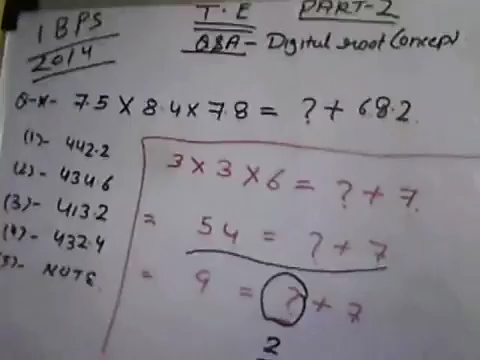 IBPS
2014
T.E PART-2
Q&A- Digital root Concept
Q-x- 7.5 X 8.4 X 7.8 = ? + 68.2
(1)- 442.2
(2)- 434.6
(3)- 413.2
(4)- 432.4
(5)- NOTE
3 X 3 X 6 = ? + 7.
= 54 = ? + 7
= 9 = ? + 7
2